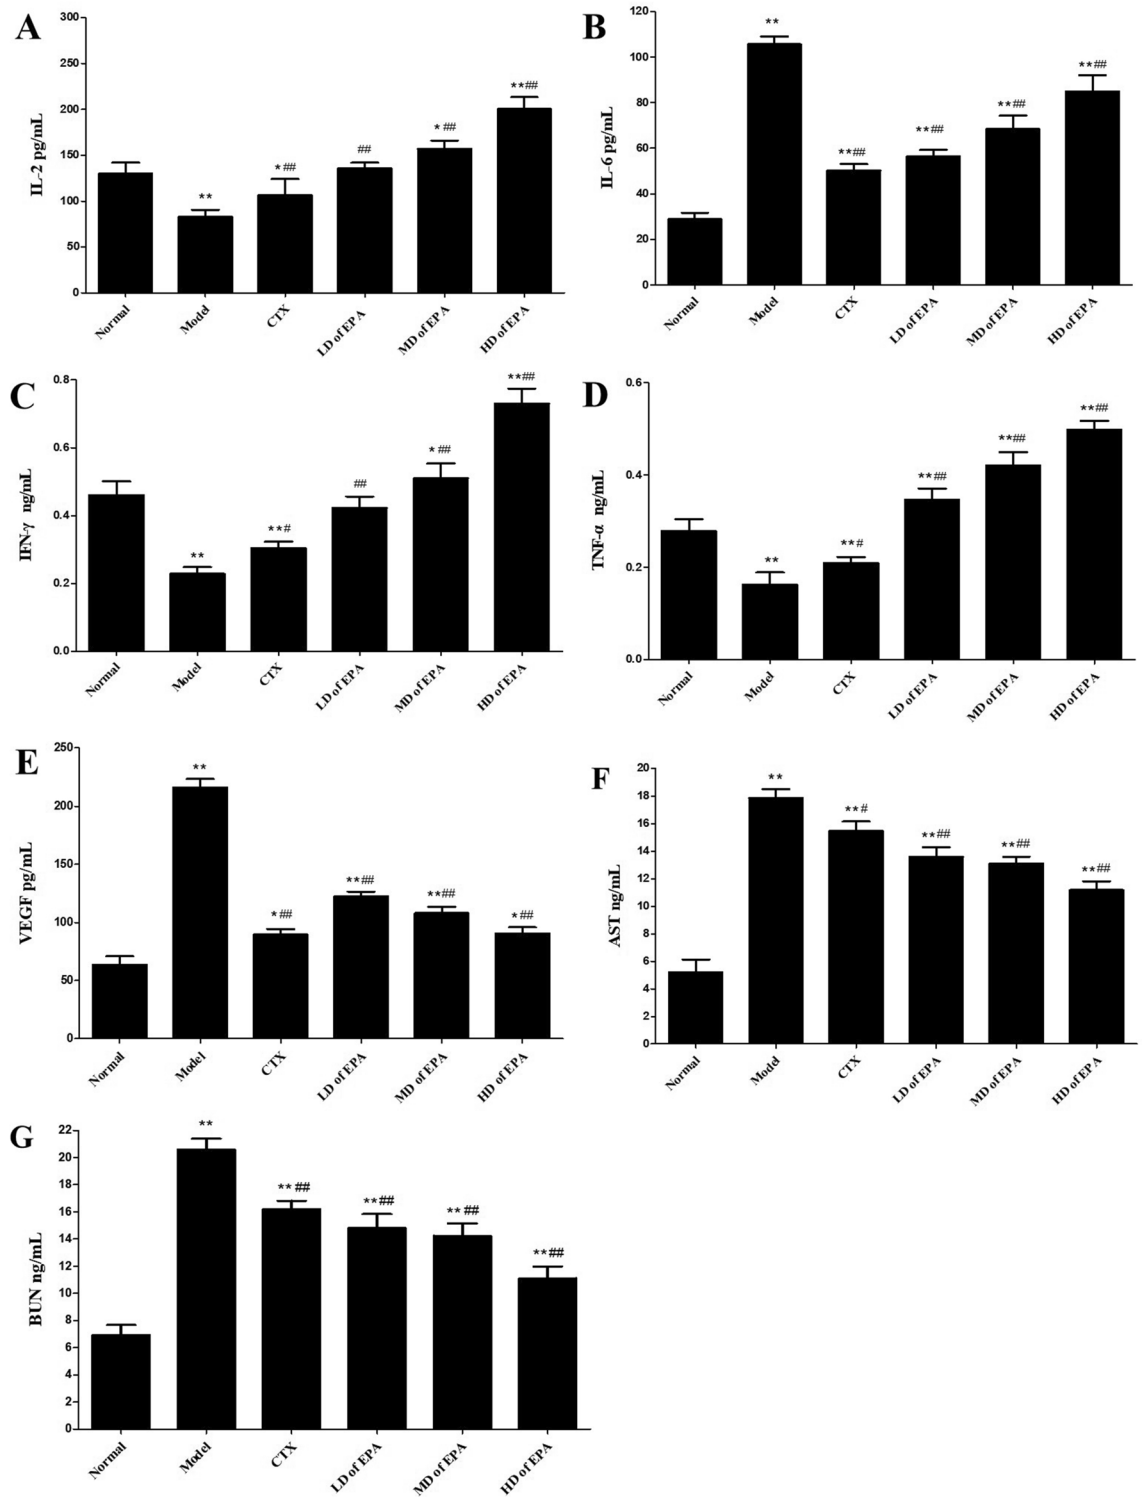 A
IL-2 pg/mL
300
250
200
150
100
50
0
**
* ##
##
* ##
**##
Normal
Model
CTX
LD of EPA
MD of EPA
HD of EPA
B
IL-6 pg/mL
120
100
80
60
40
20
0
**
**##
**##
**##
**##
Normal
Model
CTX
LD of EPA
MD of EPA
HD of EPA
C
IFN-γ ng/mL
0.8
0.6
0.4
0.2
0.0
**
**#
##
* ##
**##
Normal
Model
CTX
LD of EPA
MD of EPA
HD of EPA
D
TNF-α ng/mL
0.6
0.4
0.2
0.0
**
**#
**##
**##
**##
Normal
Model
CTX
LD of EPA
MD of EPA
HD of EPA
E
VEGF pg/mL
250
200
150
100
50
0
**
* ##
**##
**##
* ##
Normal
Model
CTX
LD of EPA
MD of EPA
HD of EPA
F
AST ng/mL
20
18
16
14
12
10
8
6
4
2
0
**
**#
**##
**##
**##
Normal
Model
CTX
LD of EPA
MD of EPA
HD of EPA
G
BUN ng/mL
22
20
18
16
14
12
10
8
6
4
2
0
**
** ##
**##
** ##
**##
Normal
Model
CTX
LD of EPA
MD of EPA
HD of EPA